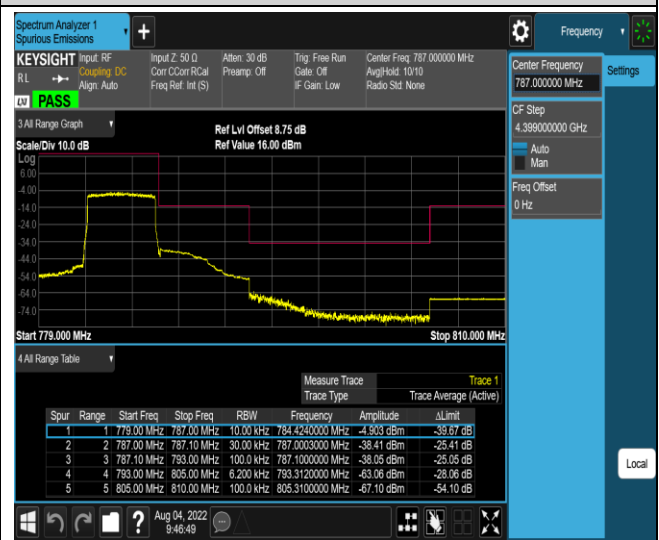 Spectrum Analyzer 1
Spurious Emissions
+
Frequency
KEYSIGHT Input: RF
RL
Coupling: DC
Align: Auto
Input Z: 50 Ω
Corr CCorr RCal
Freq Ref: Int (S)
Atten: 30 dB
Preamp: Off
Trig: Free Run
Gate: Off
IF Gain: Low
Center Freq: 787.000000 MHz
Avg|Hold: 10/10
Radio Std: None
LXI PASS
Center Frequency
787.000000 MHz
Settings
CF Step
4.399000000 GHz
Auto
Man
Freq Offset
0 Hz
3 All Range Graph
Scale/Div 10.0 dB
Ref Lvl Offset 8.75 dB
Ref Value 16.00 dBm
Log
6.00
-4.00
-14.0
-24.0
-34.0
-44.0
-54.0
-64.0
-74.0
Start 779.000 MHz
Stop 810.000 MHz
4 All Range Table
Measure Trace Trace 1
Trace Type Trace Average (Active)
Spur Range Start Freq Stop Freq RBW Frequency Amplitude ΔLimit
1 1 779.00 MHz 787.00 MHz 10.00 kHz 784.4240000 MHz -4.903 dBm -39.67 dB
2 2 787.00 MHz 787.10 MHz 30.00 kHz 787.0003000 MHz -38.41 dBm -25.41 dB
3 3 787.10 MHz 793.00 MHz 100.0 kHz 787.1000000 MHz -38.05 dBm -25.05 dB
4 4 793.00 MHz 805.00 MHz 6.200 kHz 793.3120000 MHz -63.06 dBm -28.06 dB
5 5 805.00 MHz 810.00 MHz 100.0 kHz 805.3100000 MHz -67.10 dBm -54.10 dB
Local
?
Aug 04, 2022
9:46:49